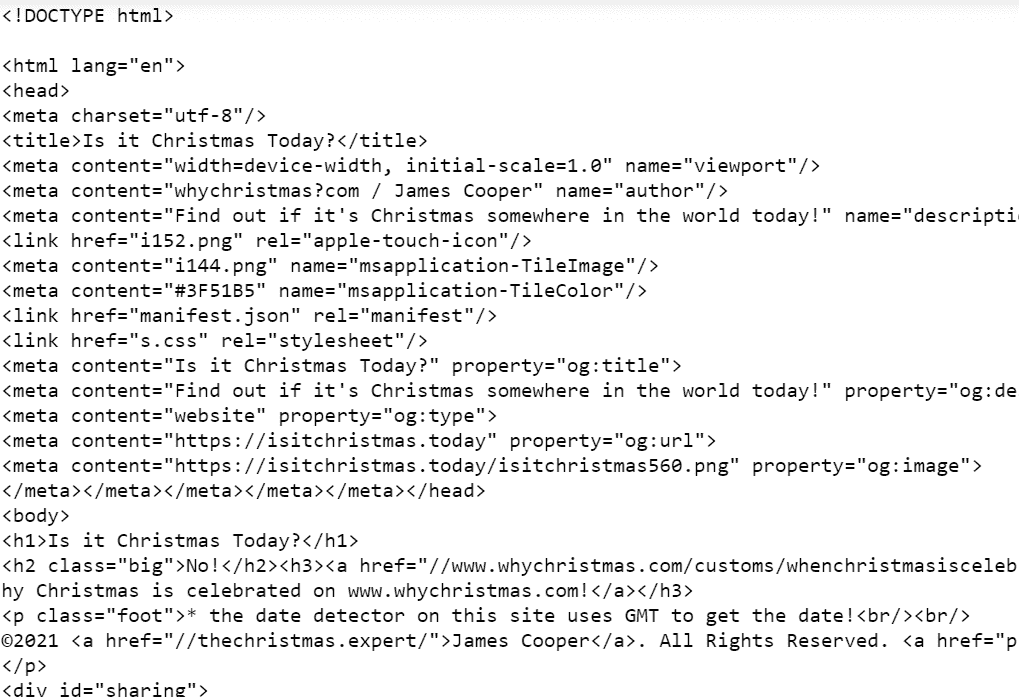 <!DOCTYPE html>
<html lang="en">
<head>
<meta charset="utf-8"/>
<title>Is it Christmas Today?</title>
<meta content="width=device-width, initial-scale=1.0" name="viewport"/>
<meta content="whychristmas?com / James Cooper" name="author"/>
<meta content="Find out if it's Christmas somewhere in the world today!" name="descripti
<link href="i152.png" rel="apple-touch-icon"/>
<meta content="i144.png" name="msapplication-TileImage"/>
<meta content="#3F51B5" name="msapplication-TileColor"/>
<link href="manifest.json" rel="manifest"/>
<link href="s.css" rel="stylesheet"/>
<meta content="Is it Christmas Today?" property="og:title">
<meta content="Find out if it's Christmas somewhere in the world today!" property="og:de
<meta content="website" property="og:type">
<meta content="https://isitchristmas.today" property="og:url">
<meta content="https://isitchristmas.today/isitchristmas560.png" property="og:image">
</meta></meta></meta></meta></meta></head>
<body>
<h1>Is it Christmas Today?</h1>
<h2 class="big">No!</h2><h3><a href="//www.whychristmas.com/customs/whenchristmasisceleb
hy Christmas is celebrated on www.whychristmas.com!</a></h3>
<p class="foot">* the date detector on this site uses GMT to get the date!<br/><br/>
©2021 <a href="//thechristmas.expert/">James Cooper</a>. All Rights Reserved. <a href="p
</p>
<div id="sharing">